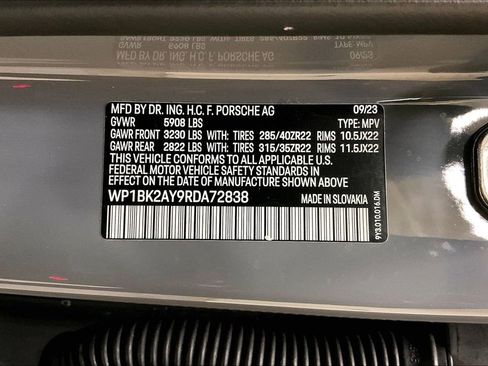 MFD BY DR. ING. H.C. F. PORSCHE AG 09/23
GVWR 5908 LBS TYPE: MPV
GAWR FRONT 3230 LBS WITH: TIRES 285/40ZR22 RIMS 10.5JX22
GAWR REAR 2822 LBS WITH: TIRES 315/35ZR22 RIMS 11.5JX22
THIS VEHICLE CONFORMS TO ALL APPLICABLE U.S.
FEDERAL MOTOR VEHICLE SAFETY STANDARDS IN
EFFECT ON THE DATE OF MANUFACTURE SHOWN ABOVE.
WP1BK2AY9RDA72838 MADE IN SLOVAKIA
9Y3.010.016.DM